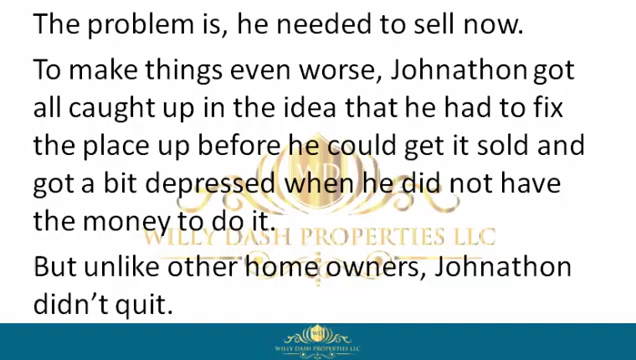 The problem is, he needed to sell now.
To make things even worse, Johnathon got
all caught up in the idea that he had to fix
the place up before he could get it sold and
got a bit depressed when he did not have
the money to do it.
WILLY DASH PROPERTIES LLC
But unlike other home owners, Johnathon
didn't quit.
WILLY DASH PROPERTIES LLC